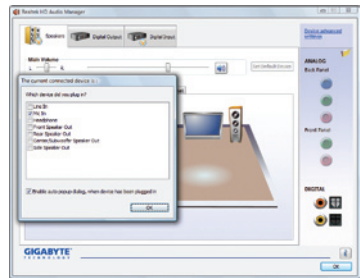 Realtek HD Audio Manager
Speakers
Digital Output
Digital Input
Device advanced settings
Main Volume
L
R
Set Default Device
ANALOG
Back Panel
The current connected device is :
Which device did you plug in?
Line In
Mic In
Headphone
Front Speaker Out
Rear Speaker Out
Center/Subwoofer Speaker Out
Side Speaker Out
Enable auto popup dialog, when device has been plugged in
OK
Front Panel
DIGITAL
GIGABYTE
TECHNOLOGY
OK